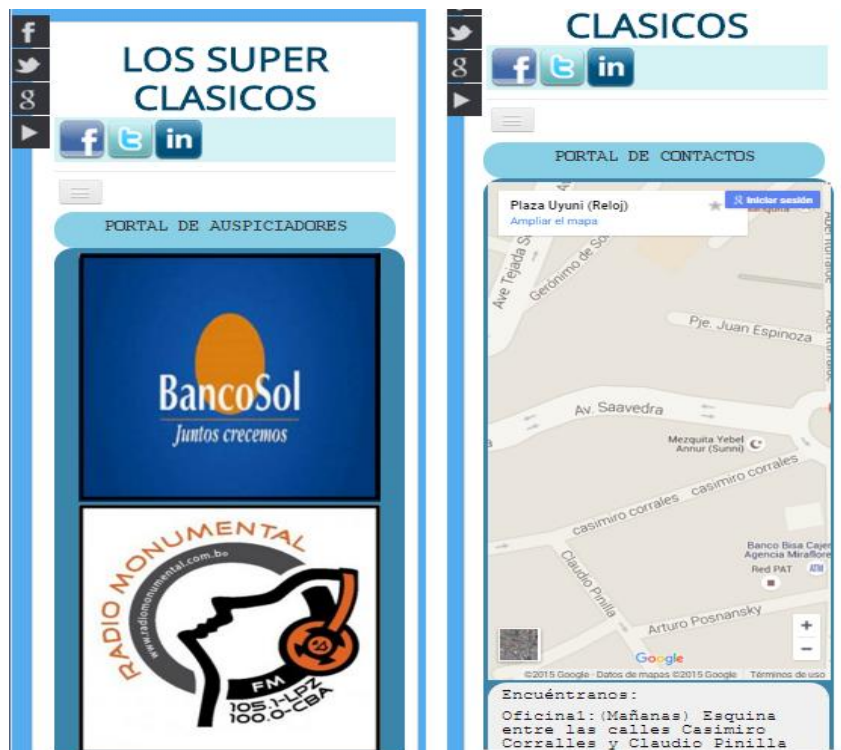 LOS SUPER
CLASICOS
PORTAL DE AUSPICIADORES
BancoSol
Juntos crecemos
RADIO MONUMENTAL
www.radiomonumental.com.bo
FM
105.1-LPZ
100.0-CBA
CLASICOS
PORTAL DE CONTACTOS
Plaza Uyuni (Reloj)
Ampliar el mapa
Iniciar sesión
Ave Tejada
Gerónimo de
Pje. Juan Espinoza
Av. Saavedra
Mezquita Yebel
Annur (Sunni)
casimiro corrales
casimiro corrales
Claudio Pinilla
Banco Bisa Cajer
Agencia Miraflore
Red PAT
ATM
Arturo Posnansky
Google
©2015 Google - Datos de mapas ©2015 Google
Términos de uso
Encuéntranos:
Oficina1:(Mañanas) Esquina
entre las calles Casimiro
Corralles y Claudio Pinilla